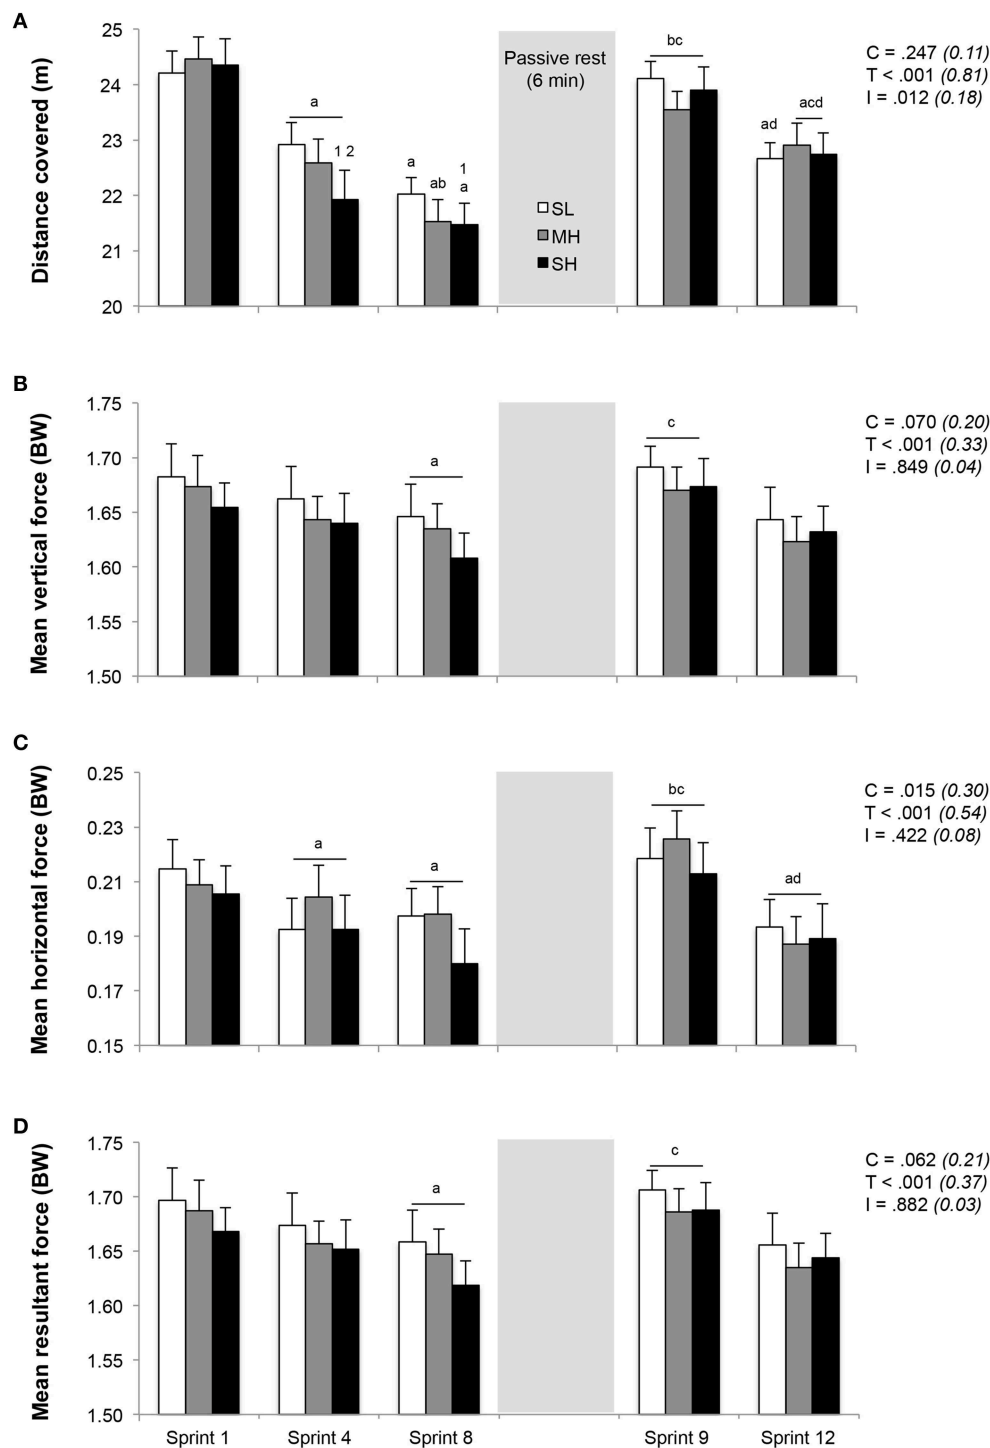 A
Distance covered (m)
25
24
23
22
21
20
a
1 2
a
ab
1
a
Passive rest
(6 min)
SL
MH
SH
bc
ad
acd
C = .247 (0.11)
T < .001 (0.81)
I = .012 (0.18)
B
Mean vertical force (BW)
1.75
1.70
1.65
1.60
1.55
1.50
a
c
C = .070 (0.20)
T < .001 (0.33)
I = .849 (0.04)
C
Mean horizontal force (BW)
0.25
0.23
0.21
0.19
0.17
0.15
a
a
bc
ad
C = .015 (0.30)
T < .001 (0.54)
I = .422 (0.08)
D
Mean resultant force (BW)
1.75
1.70
1.65
1.60
1.55
1.50
a
c
C = .062 (0.21)
T < .001 (0.37)
I = .882 (0.03)
Sprint 1
Sprint 4
Sprint 8
Sprint 9
Sprint 12